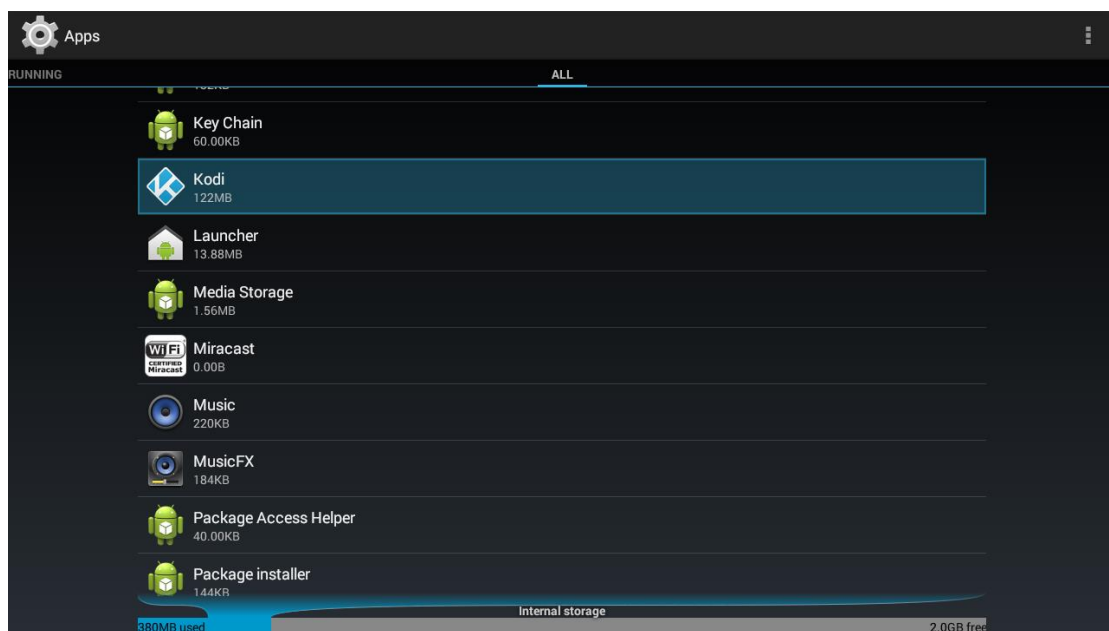 Apps
RUNNING
ALL
Key Chain
60.00KB
Kodi
122MB
Launcher
13.88MB
Media Storage
1.56MB
Wi Fi
CERTIFIED
Miracast
Miracast
0.00B
Music
220KB
MusicFX
184KB
Package Access Helper
40.00KB
Package installer
144KB
Internal storage
380MB used
2.0GB free